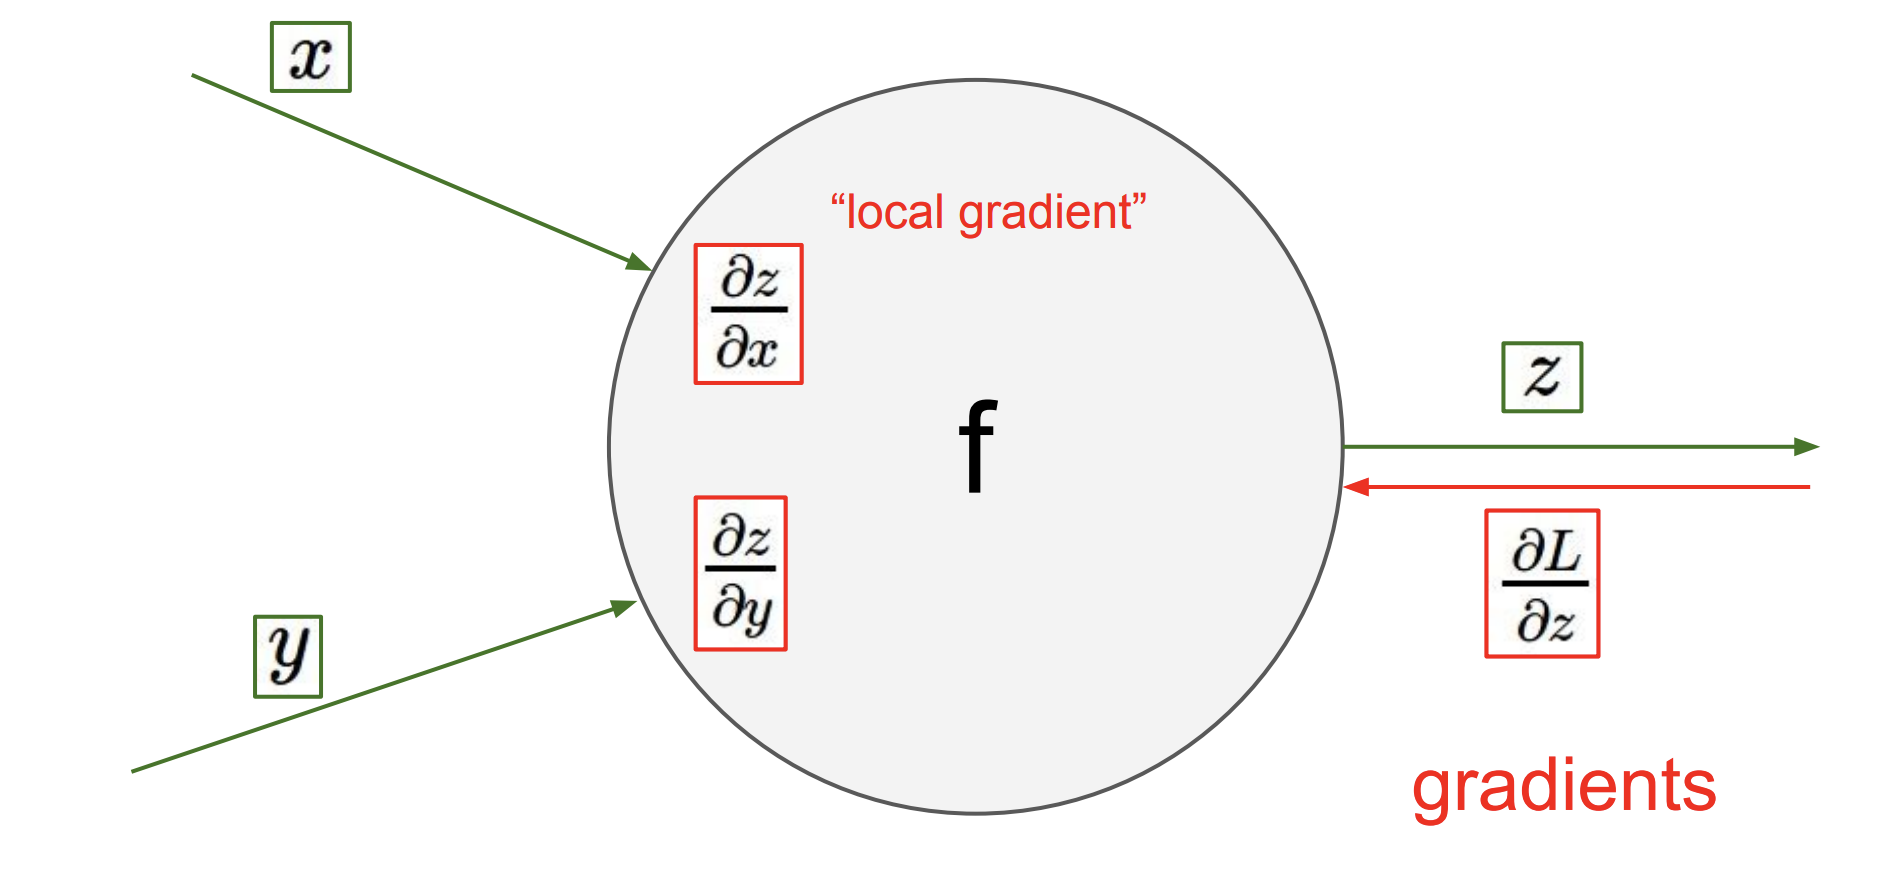 x
“local gradient”
∂z
∂x
f
z
∂z
∂y
∂L
∂z
y
gradients